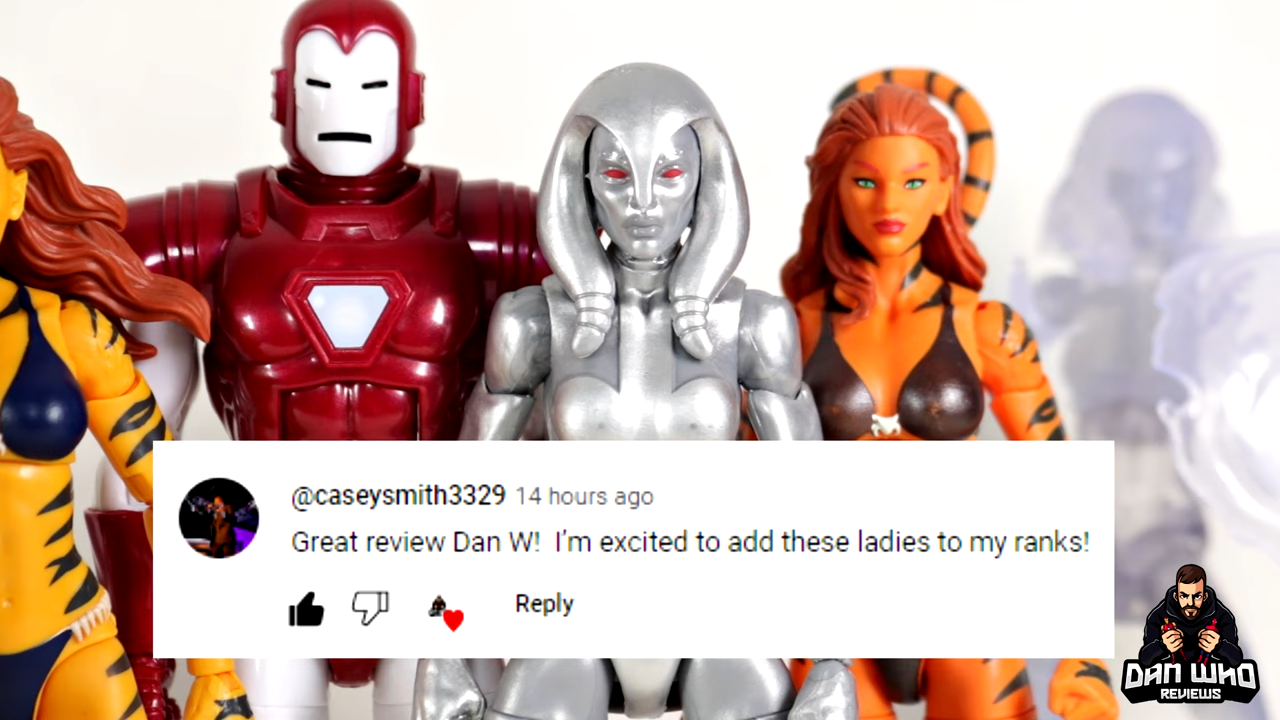 @caseysmith3329 14 hours ago
Great review Dan W! I'm excited to add these ladies to my ranks!
Reply
DAN WHO
REVIEWS